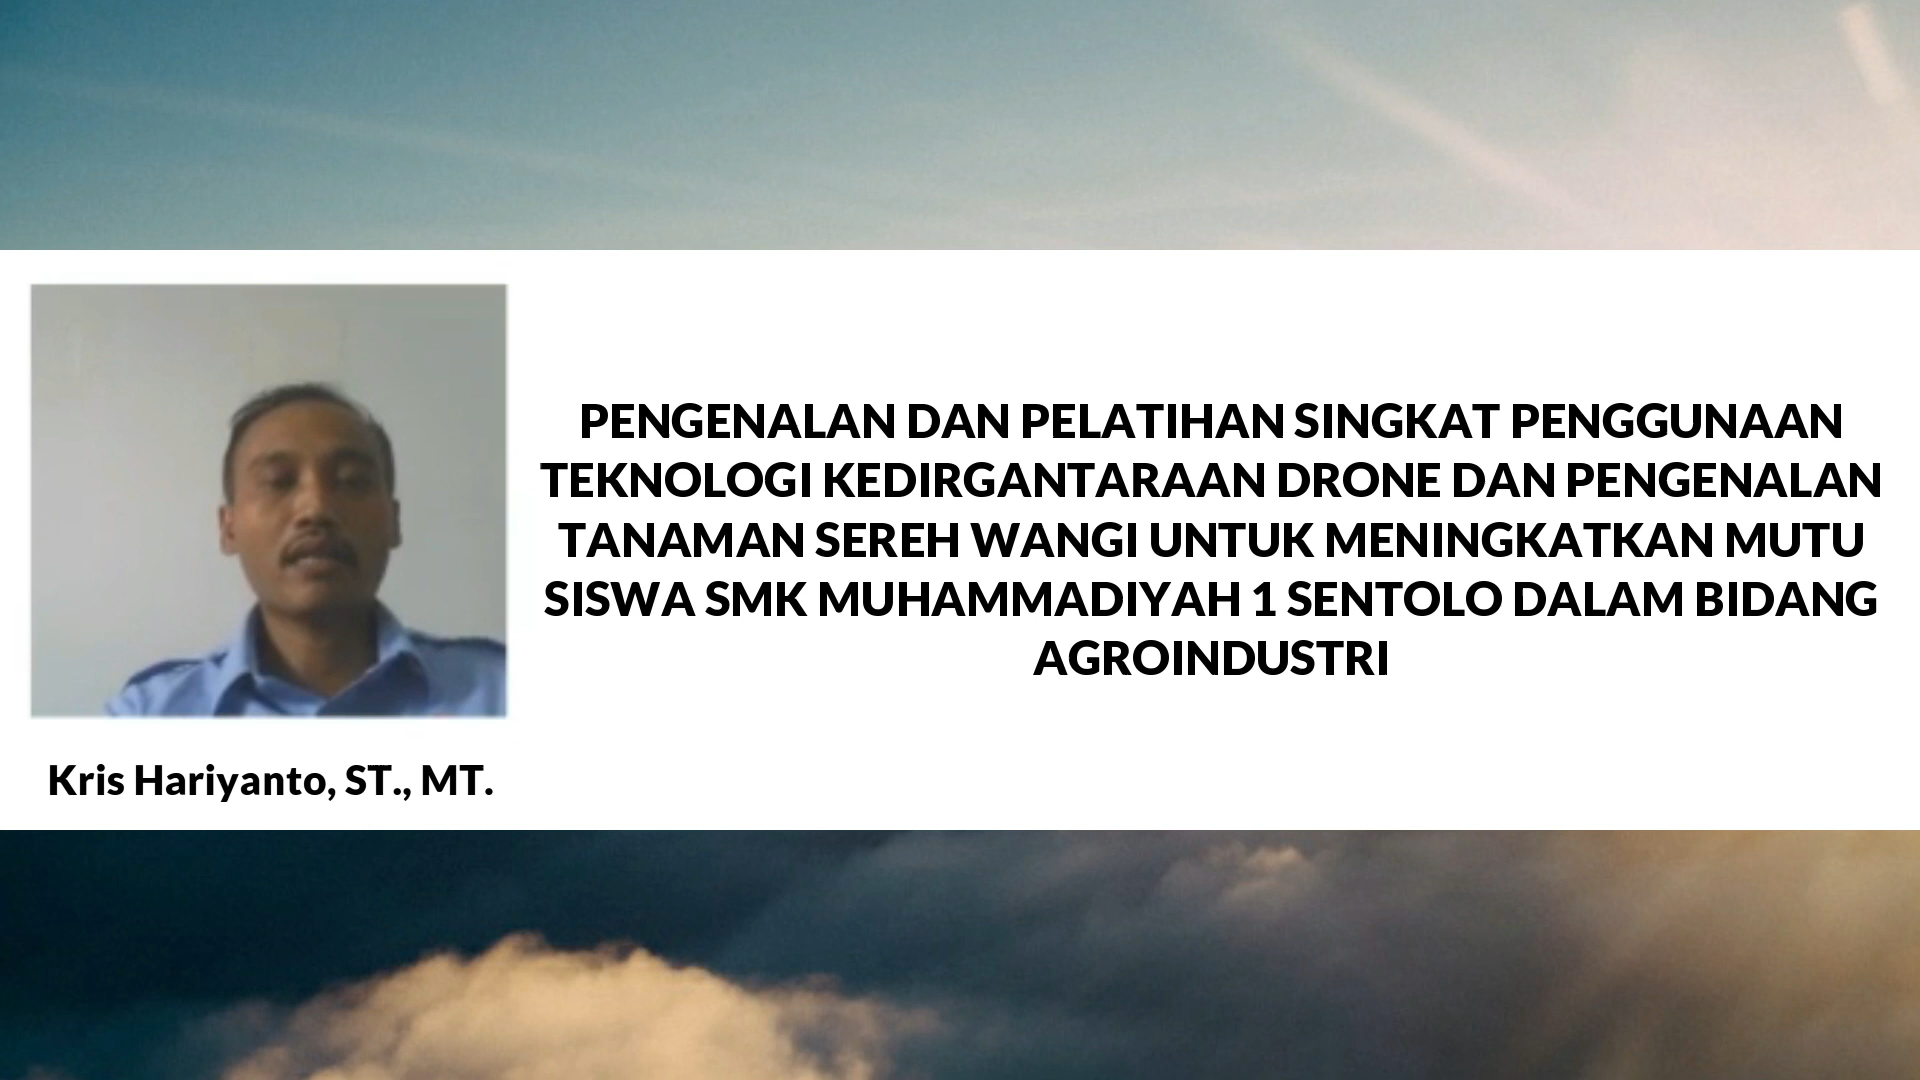 PENGENALAN DAN PELATIHAN SINGKAT PENGGUNAAN
TEKNOLOGI KEDIRGANTARAAN DRONE DAN PENGENALAN
TANAMAN SEREH WANGI UNTUK MENINGKATKAN MUTU
SISWA SMK MUHAMMADIYAH 1 SENTOLO DALAM BIDANG
AGROINDUSTRI
Kris Hariyanto, ST., MT.